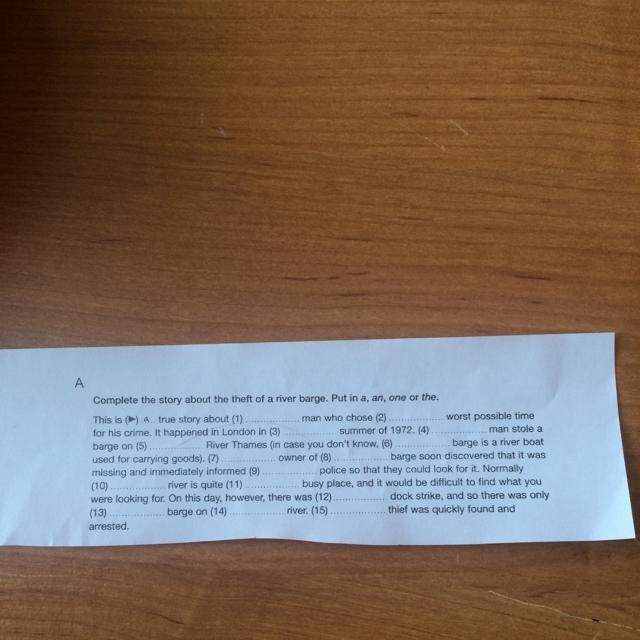 A
Complete the story about the theft of a river barge. Put in a, an, one or the.
This is (►) a.. true story about (1) .................. man who chose (2) .................. worst possible time
for his crime. It happened in London in (3) .................. summer of 1972. (4) .................. man stole a
barge on (5) .................. River Thames (in case you don't know, (6) .................. barge is a river boat
used for carrying goods). (7) .................. owner of (8) .................. barge soon discovered that it was
missing and immediately informed (9) .................. police so that they could look for it. Normally
(10) .................. river is quite (11) .................. busy place, and it would be difficult to find what you
were looking for. On this day, however, there was (12) .................. dock strike, and so there was only
(13) .................. barge on (14) .................. river. (15) .................. thief was quickly found and
arrested.